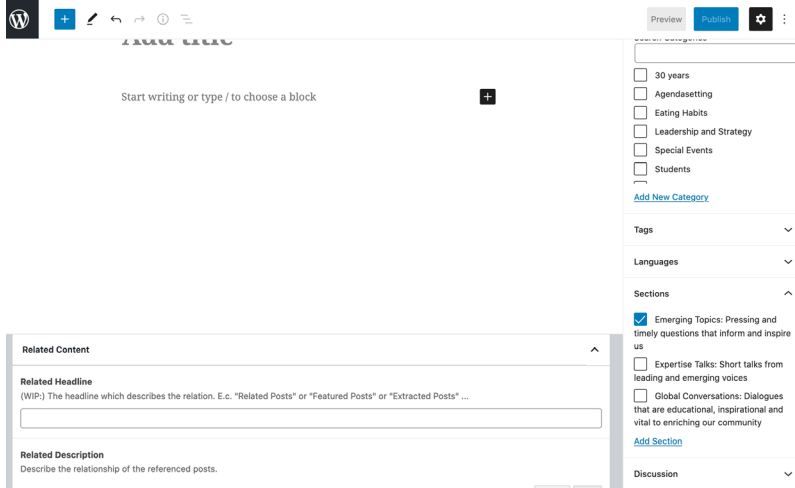 Preview
Publish
Add title
Start writing or type / to choose a block
Search Categories
30 years
Agendasetting
Eating Habits
Leadership and Strategy
Special Events
Students
Add New Category
Tags
Languages
Sections
Emerging Topics: Pressing and
timely questions that inform and inspire
us
Expertise Talks: Short talks from
leading and emerging voices
Global Conversations: Dialogues
that are educational, inspirational and
vital to enriching our community
Add Section
Discussion
Related Content
Related Headline
(WIP:) The headline which describes the relation. E.c. "Related Posts" or "Featured Posts" or "Extracted Posts" ...
Related Description
Describe the relationship of the referenced posts.